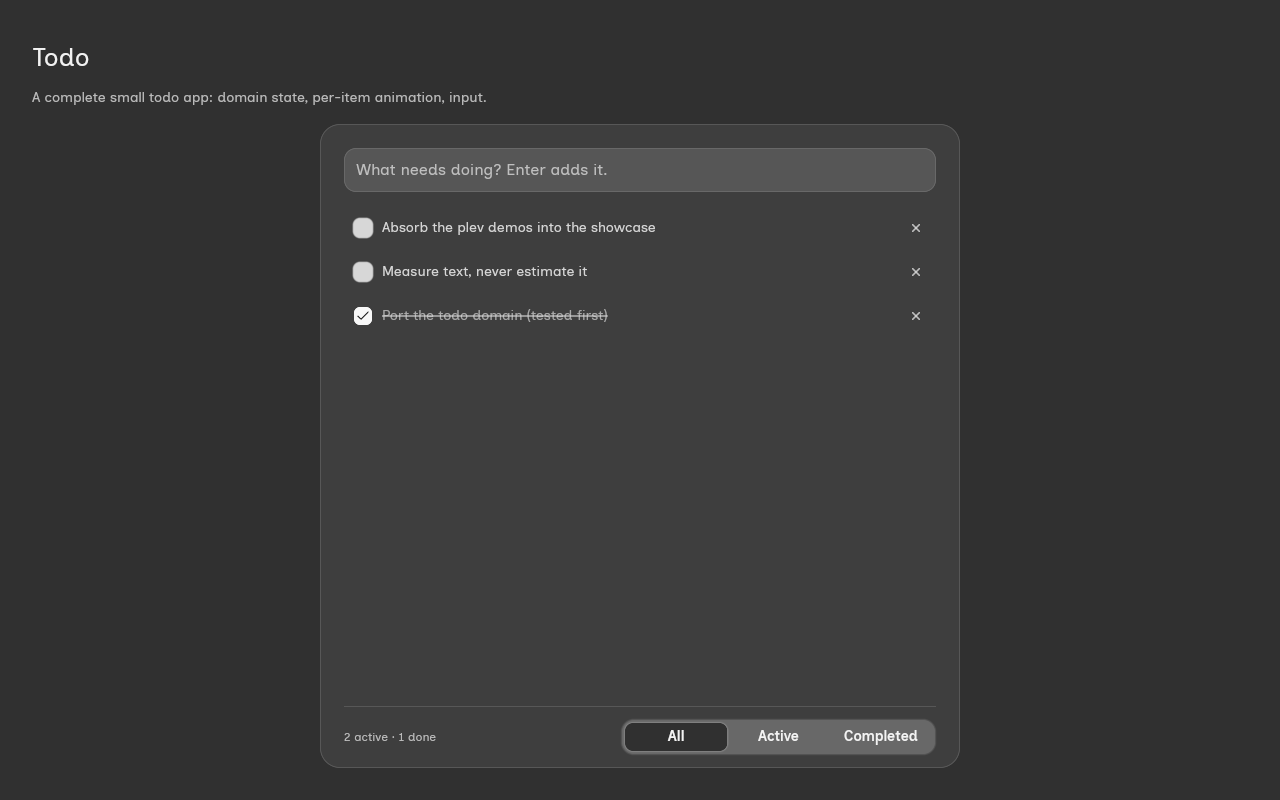 Todo
A complete small todo app: domain state, per-item animation, input.
What needs doing? Enter adds it.
Absorb the plev demos into the showcase
Measure text, never estimate it
Port the todo domain (tested first)
2 active · 1 done
All
Active
Completed